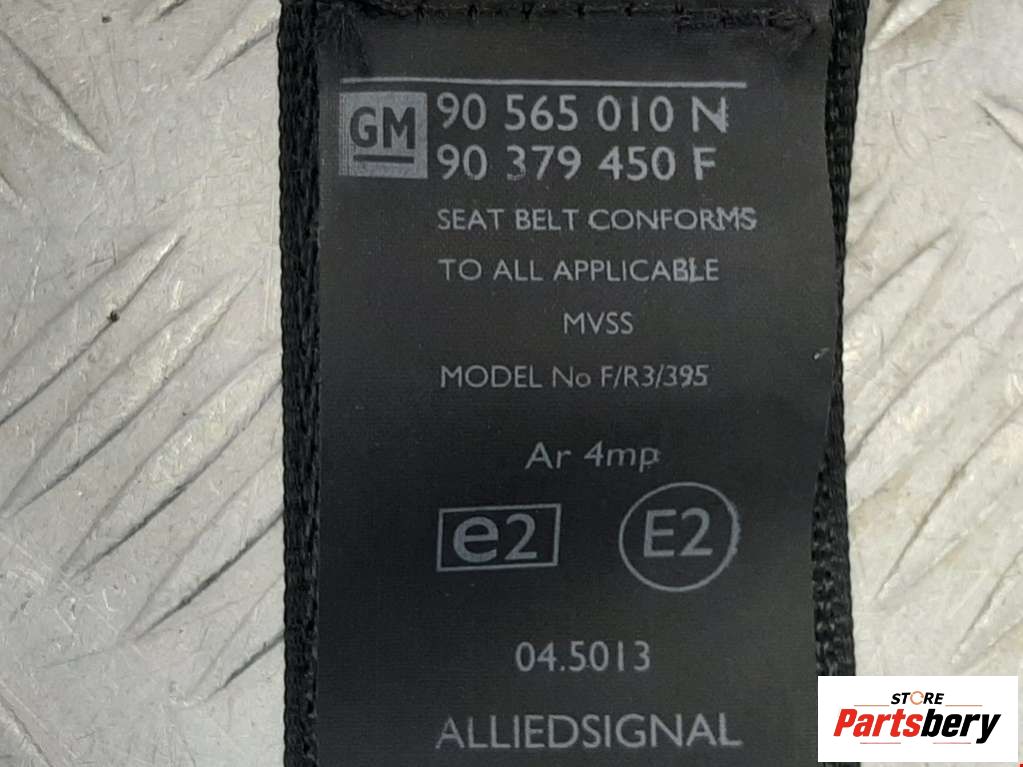 GM
90 565 010 N
90 379 450 F
SEAT BELT CONFORMS
TO ALL APPLICABLE
MVSS
MODEL No F/R3/395
Ar 4mp
e2 E2
04.5013
ALLIEDSIGNAL
STORE
Partsbery